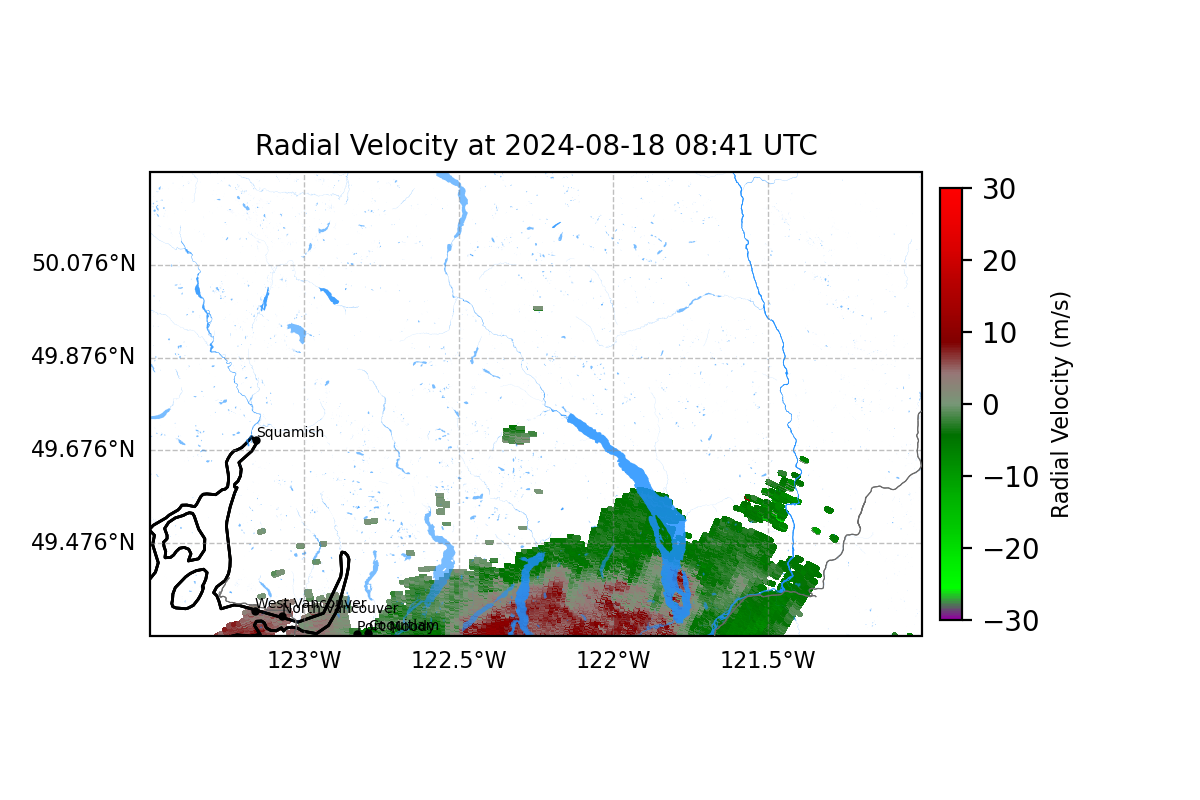 Radial Velocity at 2024-08-18 08:41 UTC
50.076°N
49.876°N
49.676°N
49.476°N
123°W
122.5°W
122°W
121.5°W
Squamish
West Vancouver
North Vancouver
Port Moody
Coquitlam
30
20
10
0
−10
−20
−30
Radial Velocity (m/s)